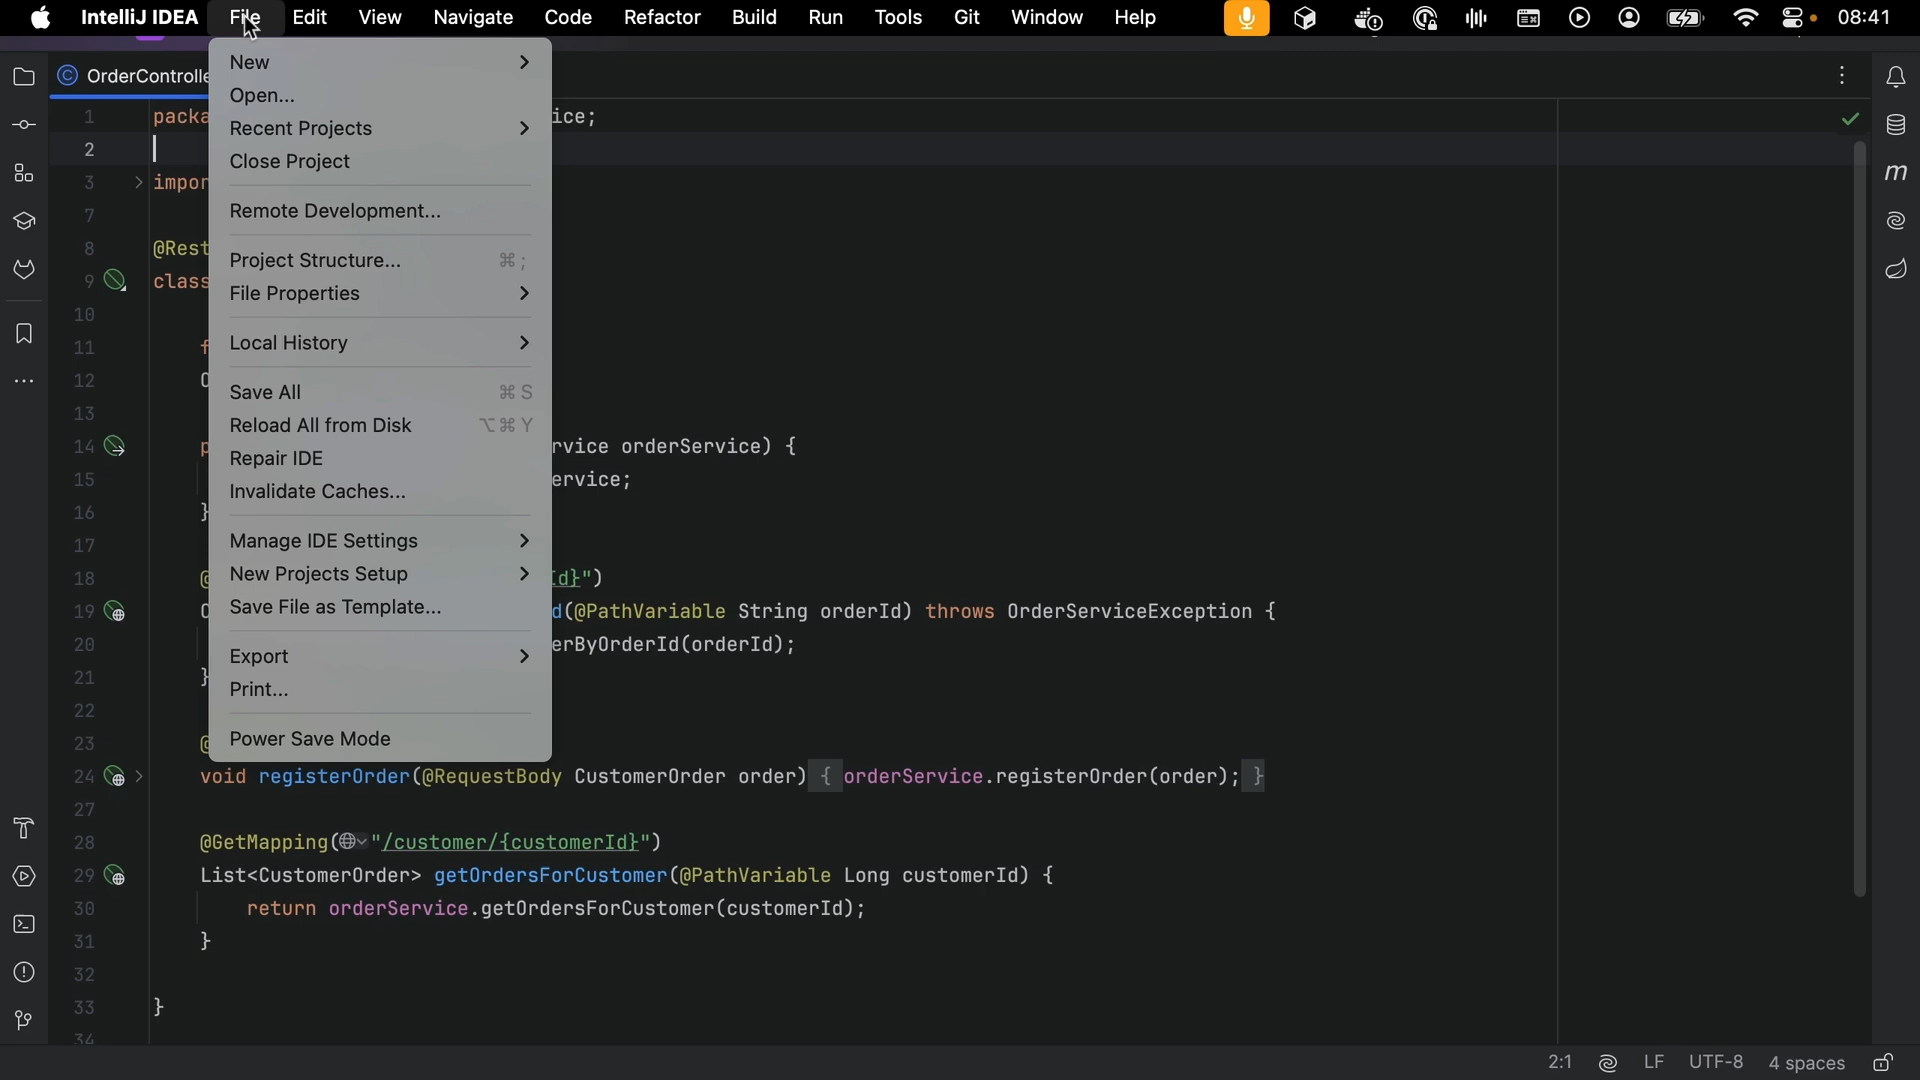 IntelliJ IDEA File Edit View Navigate Code Refactor Build Run Tools Git Window Help 08:41
OrderControlle
New
Open...
Recent Projects
Close Project
Remote Development...
Project Structure... ⌘ ;
File Properties
Local History
Save All ⌘ S
Reload All from Disk ⌥⌘ Y
Repair IDE
Invalidate Caches...
Manage IDE Settings
New Projects Setup
Save File as Template...
Export
Print...
Power Save Mode
1 packa ice;
2
3 impor
7
8 @Rest
9 class
10
11 f
12 O
13
14 p rvice orderService) {
15 ervice;
16 }
17
18 @ Id}")
19 O d(@PathVariable String orderId) throws OrderServiceException {
20 erByOrderId(orderId);
21 }
22
23 @
24 void registerOrder(@RequestBody CustomerOrder order) { orderService.registerOrder(order); }
27
28 @GetMapping("/customer/{customerId}")
29 List<CustomerOrder> getOrdersForCustomer(@PathVariable Long customerId) {
30 return orderService.getOrdersForCustomer(customerId);
31 }
32
33 }
34
m
2:1 LF UTF-8 4 spaces